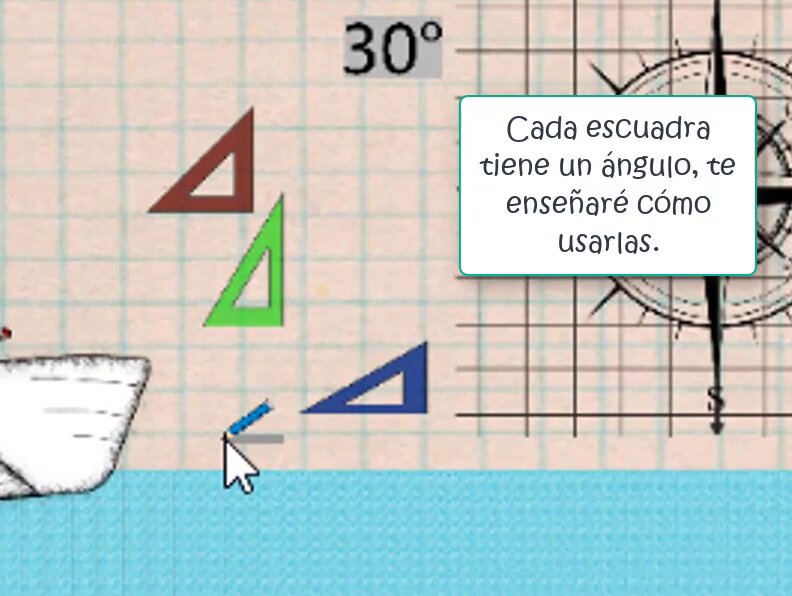 30°
Cada escuadra
tiene un ángulo, te
enseñaré cómo
usarlas.
S